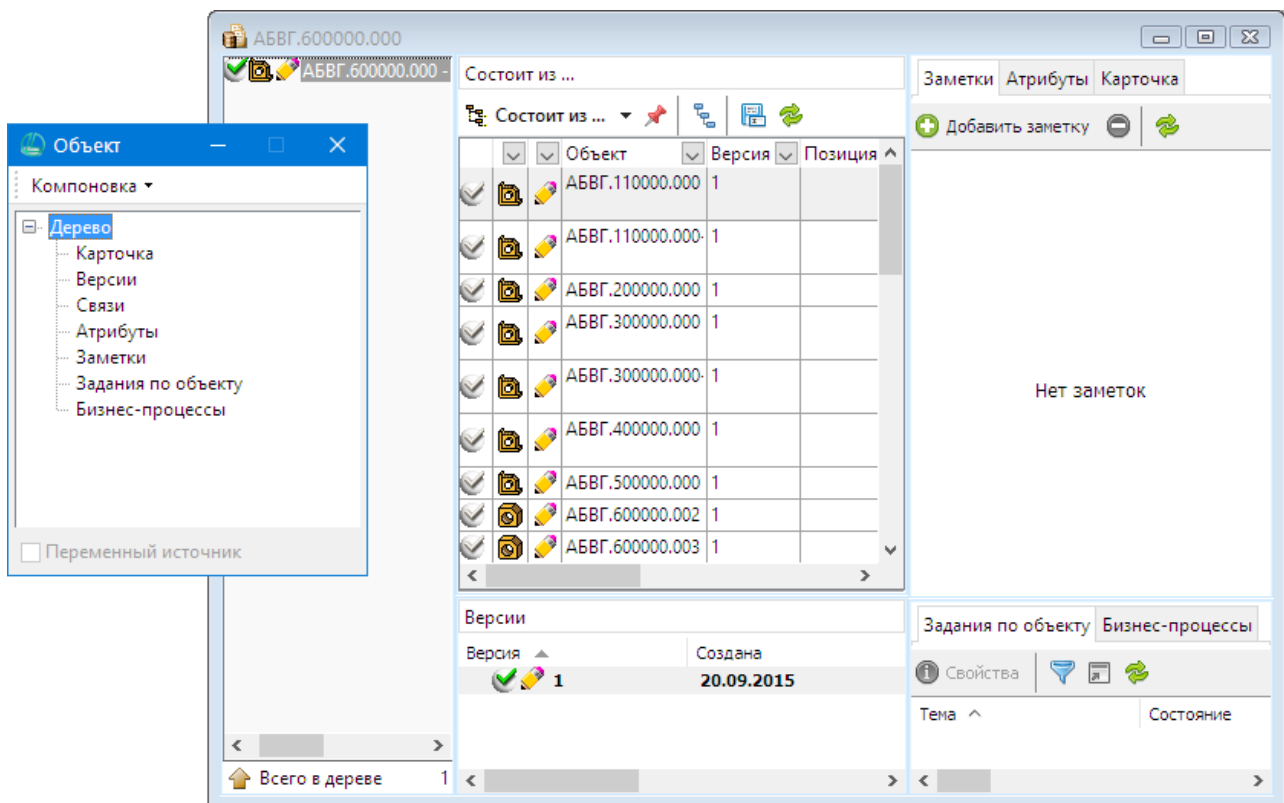 АБВГ.600000.000
АБВГ.600000.000 -
Объект
Компоновка
Дерево
Карточка
Версии
Связи
Атрибуты
Заметки
Задания по объекту
Бизнес-процессы
Переменный источник
Всего в дереве 1
Состоит из ...
Состоит из ...
Объект Версия Позиция
АБВГ.110000.000 1
АБВГ.110000.000- 1
АБВГ.200000.000 1
АБВГ.300000.000 1
АБВГ.300000.000- 1
АБВГ.400000.000 1
АБВГ.500000.000 1
АБВГ.600000.002 1
АБВГ.600000.003 1
Версии
Версия Создана
1 20.09.2015
Заметки Атрибуты Карточка
Добавить заметку
Нет заметок
Задания по объекту Бизнес-процессы
Свойства
Тема Состояние